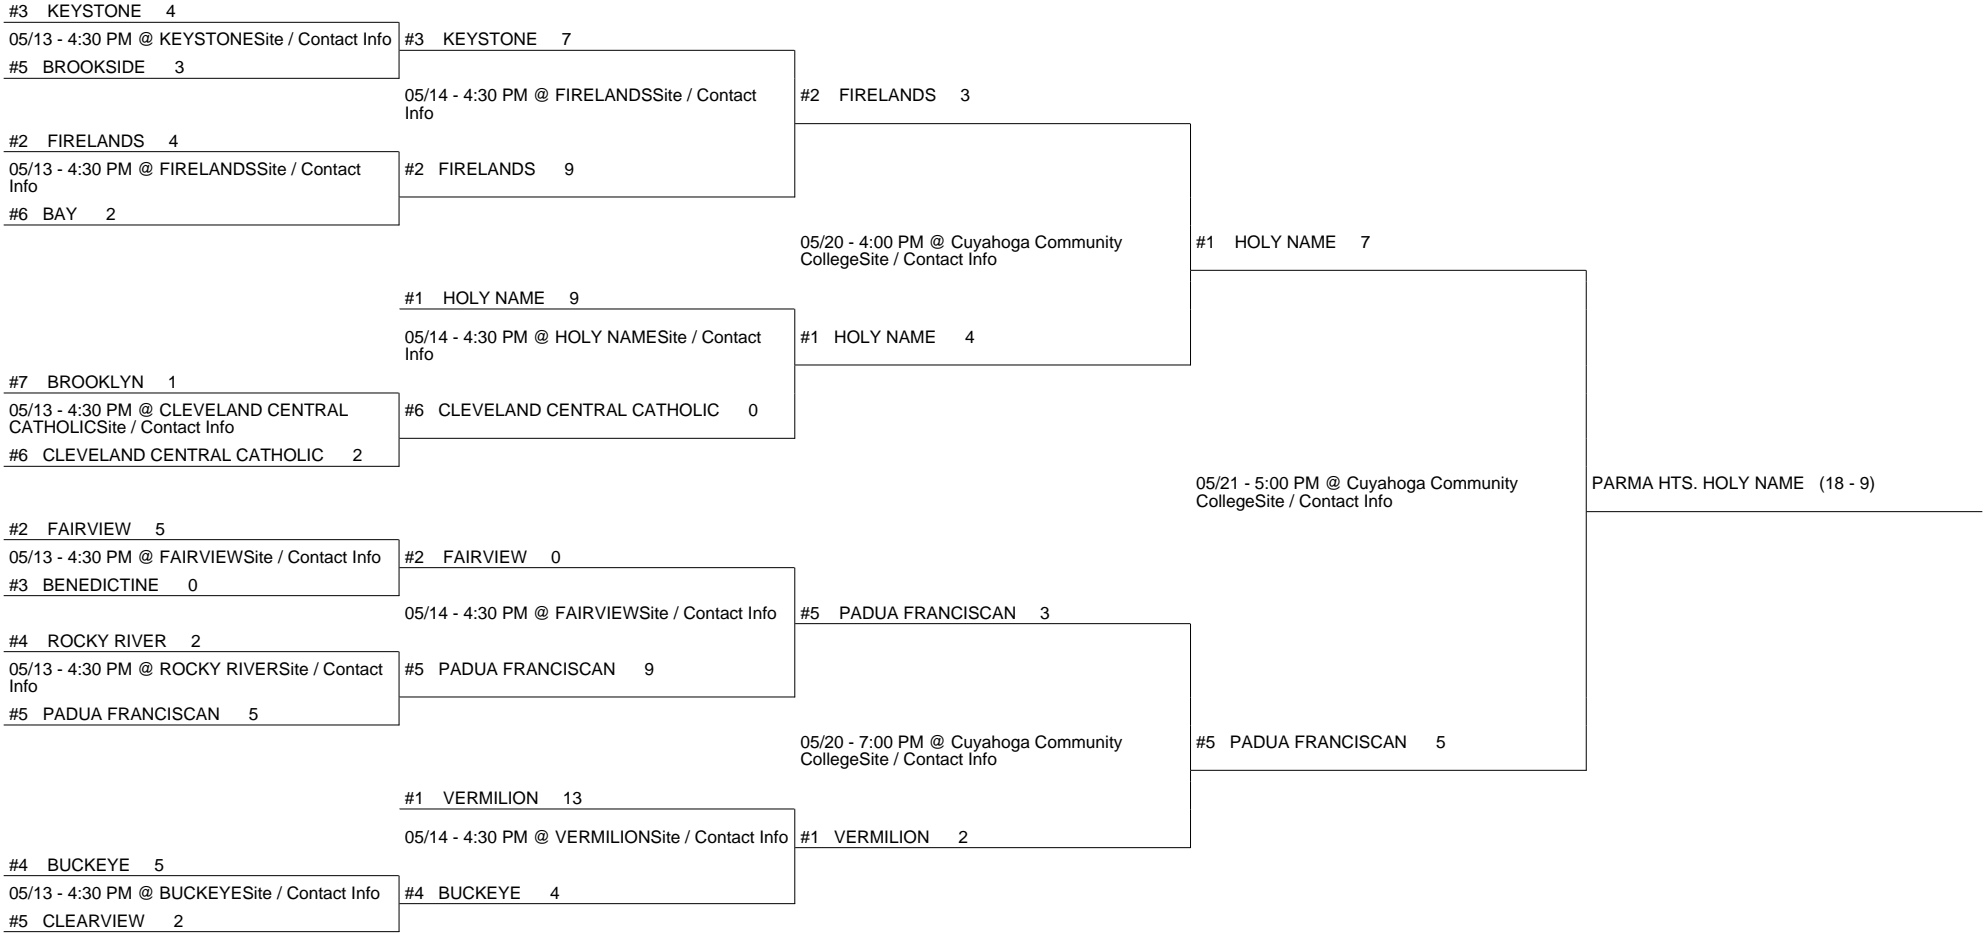 #3 KEYSTONE 4
05/13 - 4:30 PM @ KEYSTONESite / Contact Info
#5 BROOKSIDE 3
#2 FIRELANDS 4
05/13 - 4:30 PM @ FIRELANDSSite / Contact
Info
#6 BAY 2
#7 BROOKLYN 1
05/13 - 4:30 PM @ CLEVELAND CENTRAL
CATHOLICSite / Contact Info
#6 CLEVELAND CENTRAL CATHOLIC 2
#2 FAIRVIEW 5
05/13 - 4:30 PM @ FAIRVIEWSite / Contact Info
#3 BENEDICTINE 0
#4 ROCKY RIVER 2
05/13 - 4:30 PM @ ROCKY RIVERSite / Contact
Info
#5 PADUA FRANCISCAN 5
#4 BUCKEYE 5
05/13 - 4:30 PM @ BUCKEYESite / Contact Info
#5 CLEARVIEW 2
#3 KEYSTONE 7
05/14 - 4:30 PM @ FIRELANDSSite / Contact
Info
#2 FIRELANDS 9
#1 HOLY NAME 9
05/14 - 4:30 PM @ HOLY NAMESite / Contact
Info
#6 CLEVELAND CENTRAL CATHOLIC 0
#2 FAIRVIEW 0
05/14 - 4:30 PM @ FAIRVIEWSite / Contact Info
#5 PADUA FRANCISCAN 9
#1 VERMILION 13
05/14 - 4:30 PM @ VERMILIONSite / Contact Info
#4 BUCKEYE 4
#2 FIRELANDS 3
05/20 - 4:00 PM @ Cuyahoga Community
CollegeSite / Contact Info
#1 HOLY NAME 4
#5 PADUA FRANCISCAN 3
05/20 - 7:00 PM @ Cuyahoga Community
CollegeSite / Contact Info
#1 VERMILION 2
#1 HOLY NAME 7
05/21 - 5:00 PM @ Cuyahoga Community
CollegeSite / Contact Info
#5 PADUA FRANCISCAN 5
PARMA HTS. HOLY NAME (18 - 9)